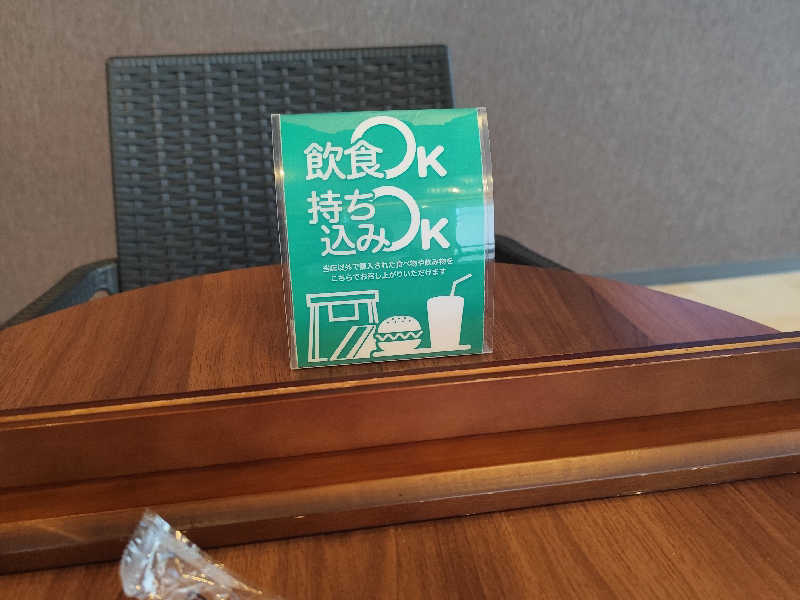 飲食OK
持ち
込みOK
当店以外で購入された食べ物や飲み物を
こちらでお召し上がりいただけます